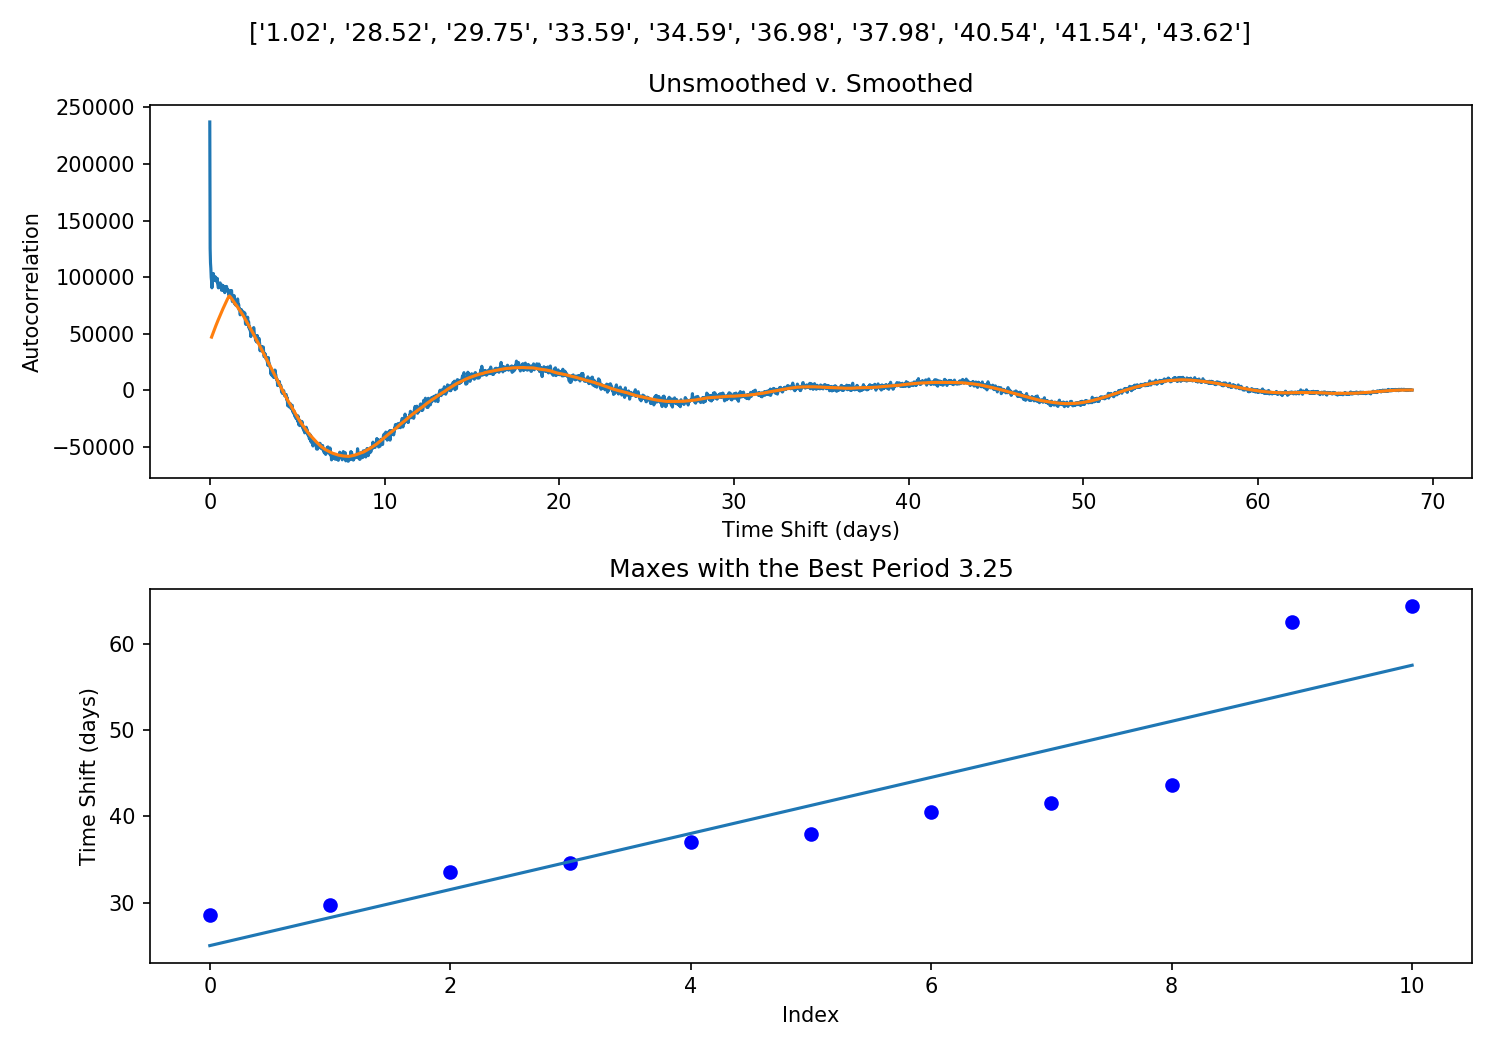 ['1.02', '28.52', '29.75', '33.59', '34.59', '36.98', '37.98', '40.54', '41.54', '43.62']
Unsmoothed v. Smoothed
250000
200000
150000
100000
50000
0
−50000
Autocorrelation
0 10 20 30 40 50 60 70
Time Shift (days)
Maxes with the Best Period 3.25
60
50
40
30
Time Shift (days)
0 2 4 6 8 10
Index